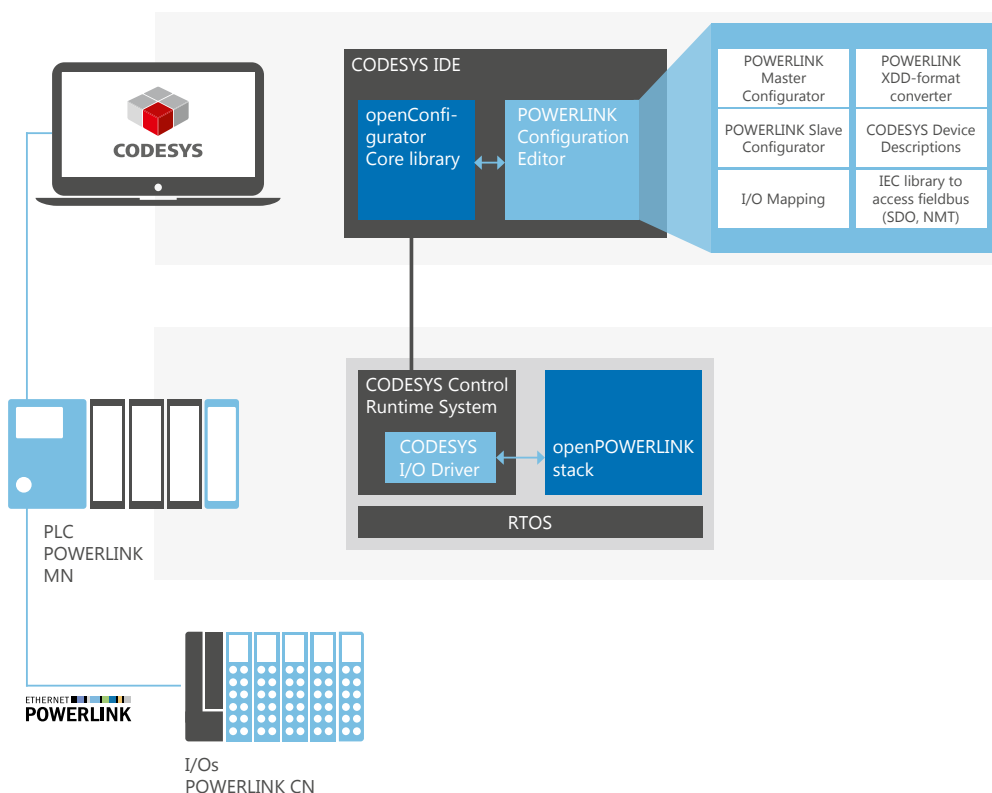 CODESYS
CODESYS IDE
openConfi-
gurator
Core library
POWERLINK
Configuration
Editor
POWERLINK
Master
Configurator
POWERLINK
XDD-format
converter
POWERLINK Slave
Configurator
CODESYS Device
Descriptions
I/O Mapping
IEC library to
access fieldbus
(SDO, NMT)
CODESYS Control
Runtime System
CODESYS
I/O Driver
openPOWERLINK
stack
RTOS
PLC
POWERLINK
MN
ETHERNET
POWERLINK
I/Os
POWERLINK CN